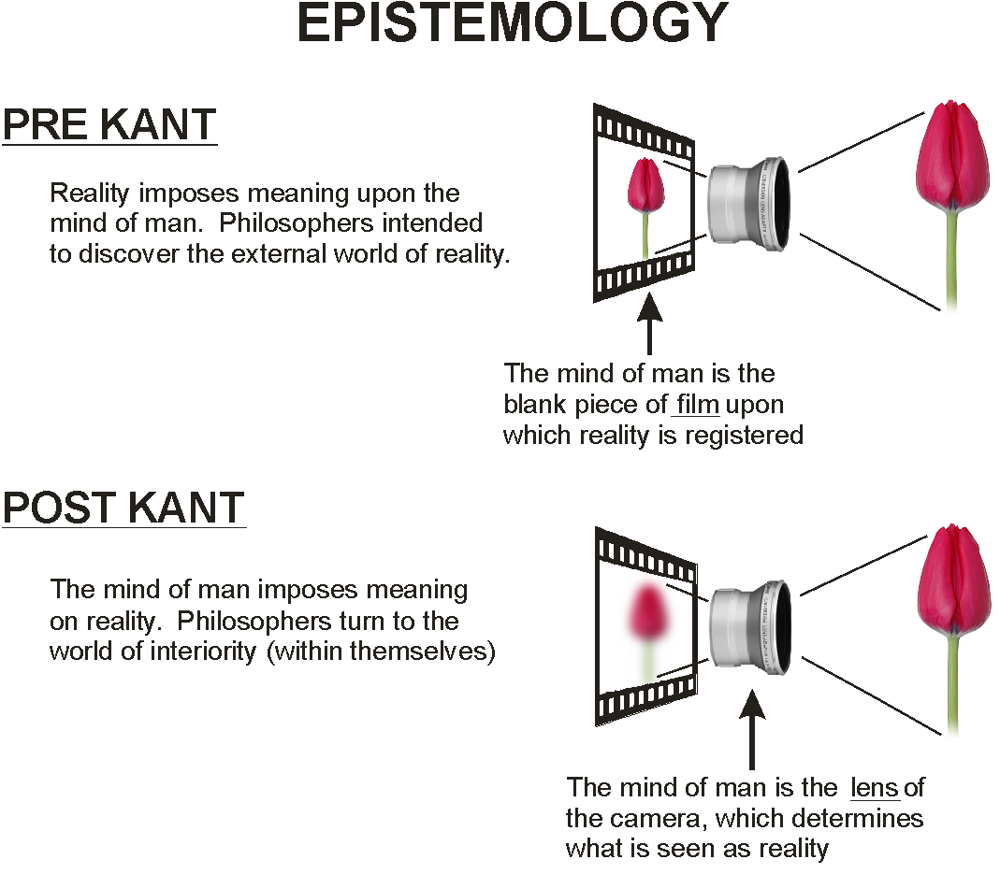 EPISTEMOLOGY
PRE KANT
Reality imposes meaning upon the
mind of man.  Philosophers intended
to discover the external world of reality.
The mind of man is the
blank piece of film upon
which reality is registered
POST KANT
The mind of man imposes meaning
on reality.  Philosophers turn to the
world of interiority (within themselves)
The mind of man is the lens of
the camera, which determines
what is seen as reality